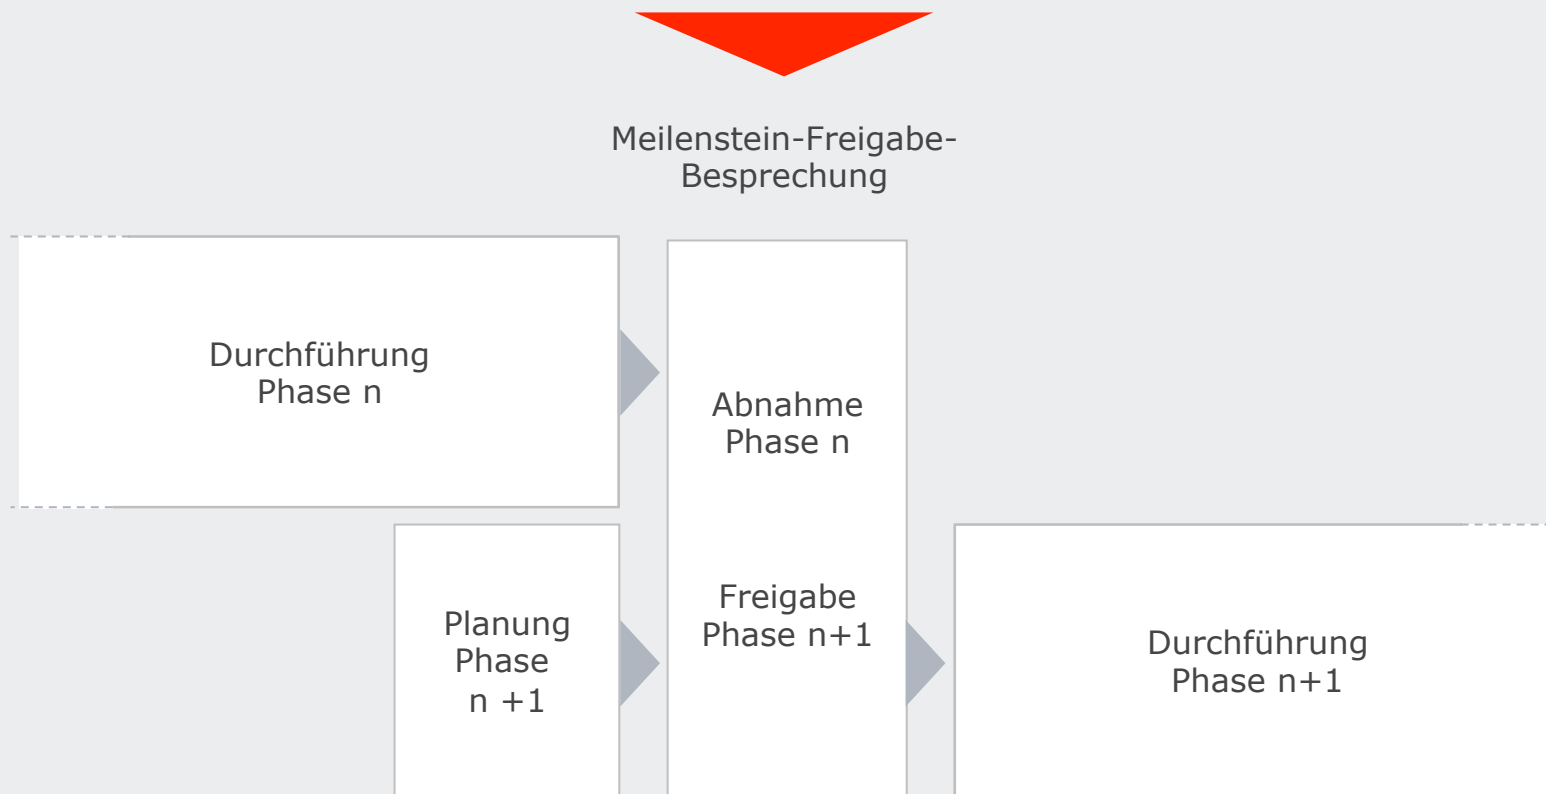 Meilenstein-Freigabe-
Besprechung
Durchführung
Phase n
Abnahme
Phase n
Planung
Phase
n +1
Freigabe
Phase n+1
Durchführung
Phase n+1